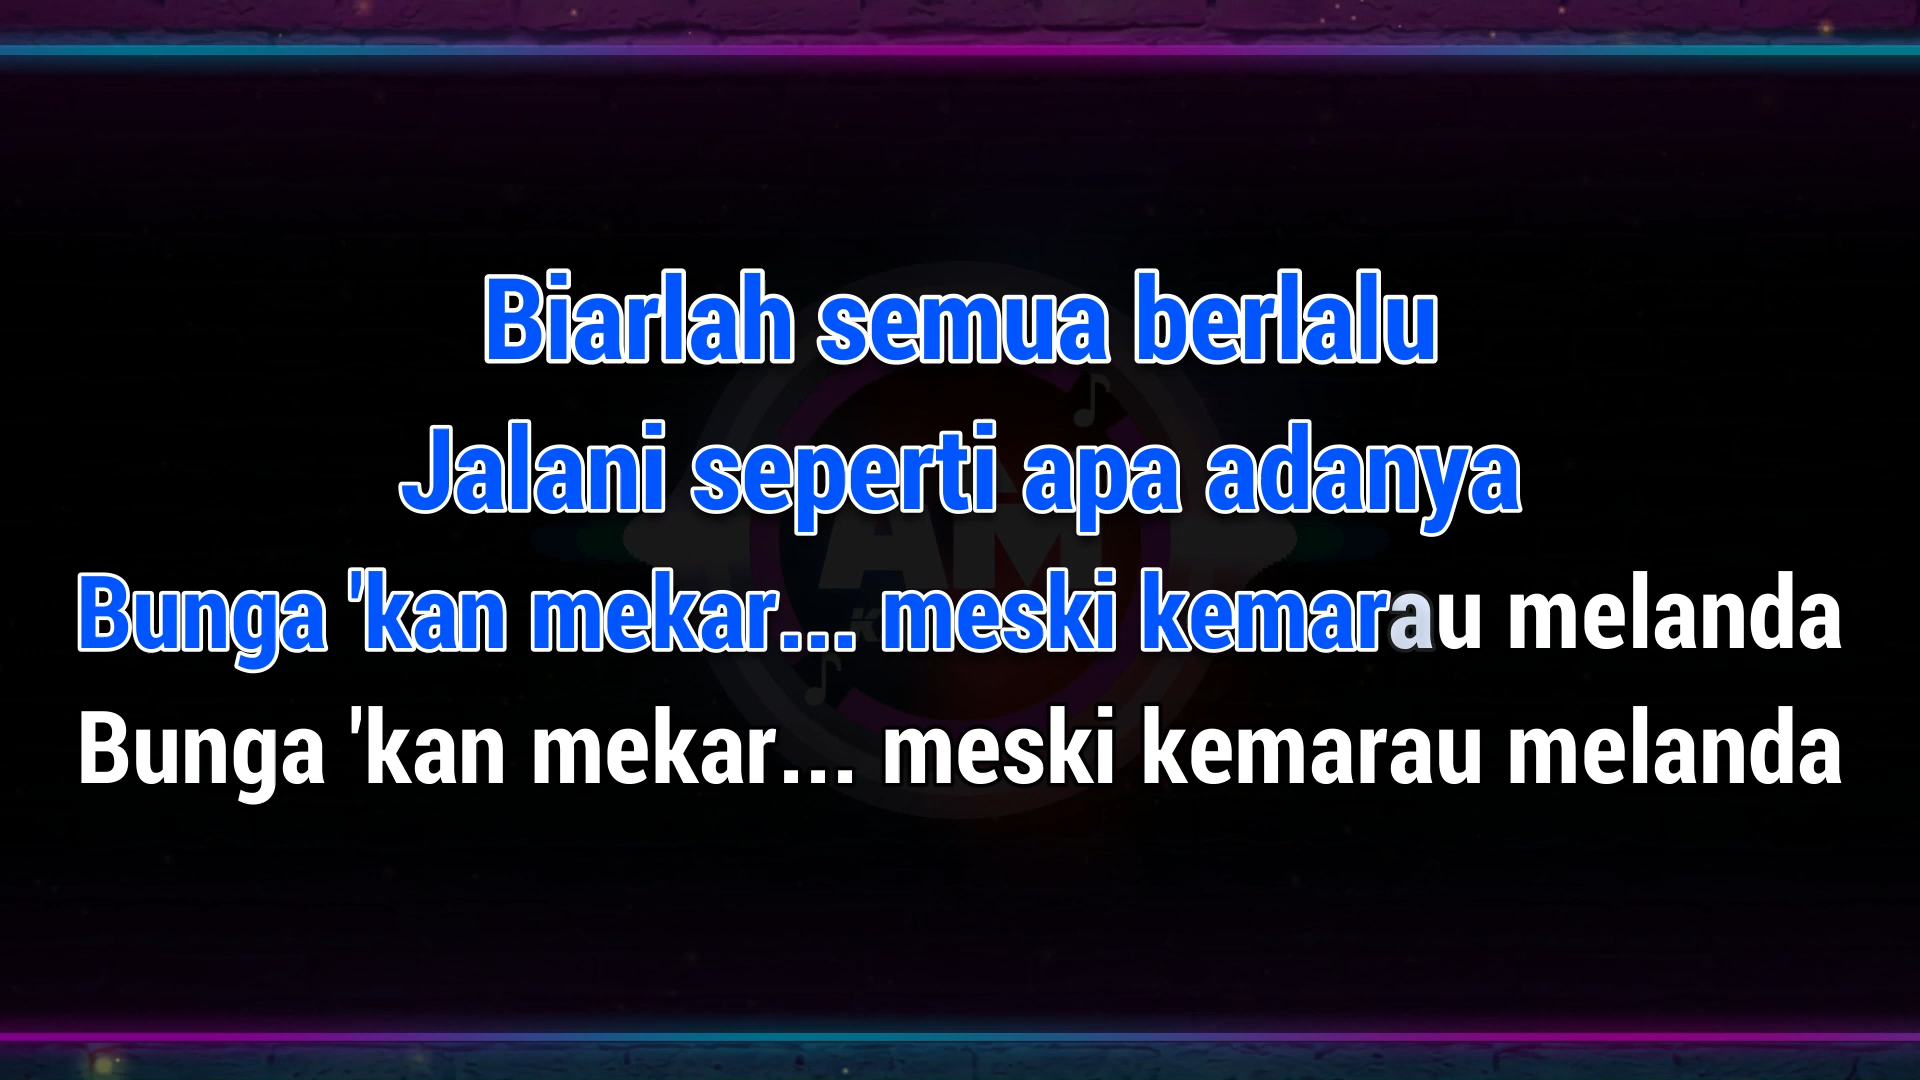 Biarlah semua berlalu
Jalani seperti apa adanya
Bunga 'kan mekar... meski kemarau melanda
Bunga 'kan mekar... meski kemarau melanda
AM